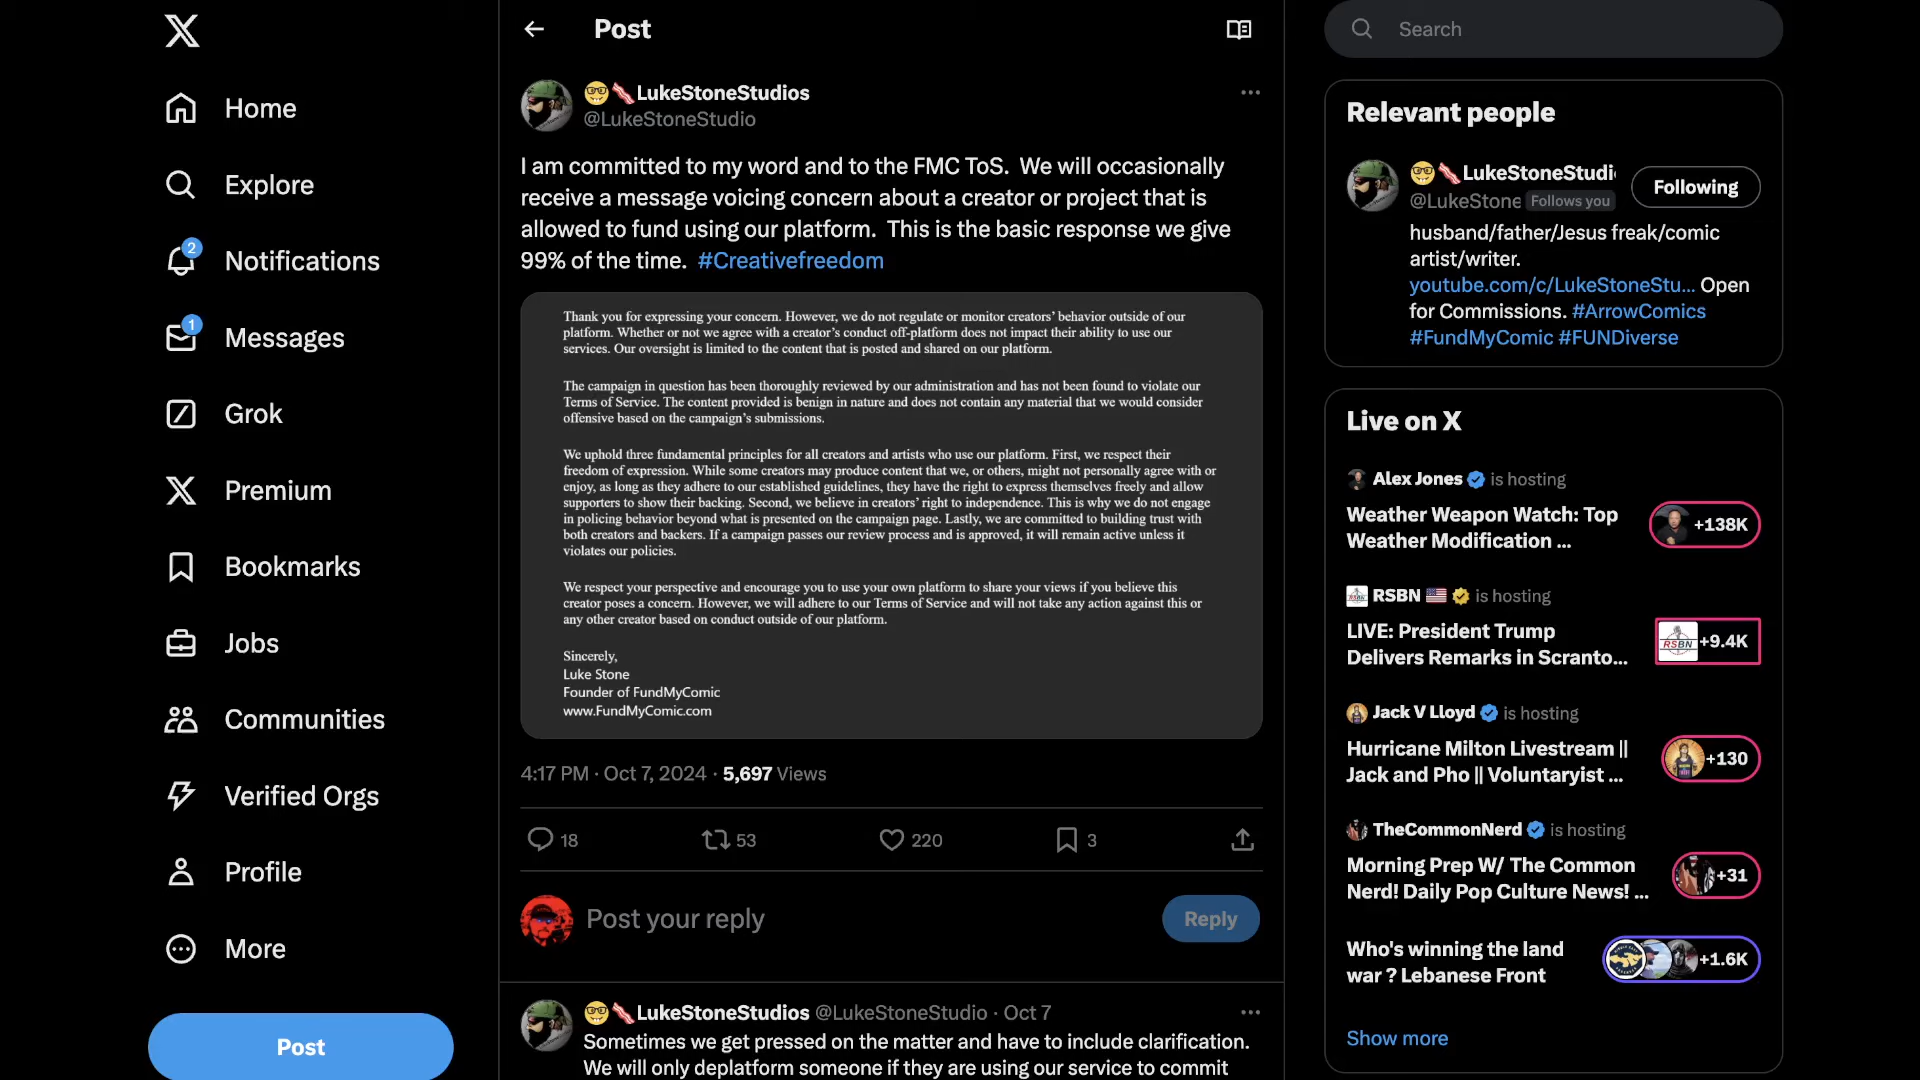 Home
Explore
2
Notifications
1
Messages
Grok
Premium
Bookmarks
Jobs
Communities
Verified Orgs
Profile
More
Post
Post
LukeStoneStudios
@LukeStoneStudio
I am committed to my word and to the FMC ToS. We will occasionally
receive a message voicing concern about a creator or project that is
allowed to fund using our platform. This is the basic response we give
99% of the time. #Creativefreedom
Thank you for expressing your concern. However, we do not regulate or monitor creators' behavior outside of our
platform. Whether or not we agree with a creator's conduct off-platform does not impact their ability to use our
services. Our oversight is limited to the content that is posted and shared on our platform.
The campaign in question has been thoroughly reviewed by our administration and has not been found to violate our
Terms of Service. The content provided is benign in nature and does not contain any material that we would consider
offensive based on the campaign's submissions.
We uphold three fundamental principles for all creators and artists who use our platform. First, we respect their
freedom of expression. While some creators may produce content that we, or others, might not personally agree with or
enjoy, as long as they adhere to our established guidelines, they have the right to express themselves freely and allow
supporters to show their backing. Second, we believe in creators' right to independence. This is why we do not engage
in policing behavior beyond what is presented on the campaign page. Lastly, we are committed to building trust with
both creators and backers. If a campaign passes our review process and is approved, it will remain active unless it
violates our policies.
We respect your perspective and encourage you to use your own platform to share your views if you believe this
creator poses a concern. However, we will adhere to our Terms of Service and will not take any action against this or
any other creator based on conduct outside of our platform.
Sincerely,
Luke Stone
Founder of FundMyComic
www.FundMyComic.com
4:17 PM · Oct 7, 2024 · 5,697 Views
18 53 220 3
Post your reply
Reply
LukeStoneStudios @LukeStoneStudio · Oct 7
Sometimes we get pressed on the matter and have to include clarification.
We will only deplatform someone if they are using our service to commit
Search
Relevant people
LukeStoneStudi
@LukeStone Follows you
Following
husband/father/Jesus freak/comic
artist/writer.
youtube.com/c/LukeStoneStu... Open
for Commissions. #ArrowComics
#FundMyComic #FUNDiverse
Live on X
Alex Jones is hosting
Weather Weapon Watch: Top
Weather Modification ...
+138K
RSBN is hosting
LIVE: President Trump
Delivers Remarks in Scranto...
RSBN
+9.4K
Jack V Lloyd is hosting
Hurricane Milton Livestream ||
Jack and Pho || Voluntaryist ...
+130
TheCommonNerd is hosting
Morning Prep W/ The Common
Nerd! Daily Pop Culture News! ...
+31
Who's winning the land
war ? Lebanese Front
+1.6K
Show more